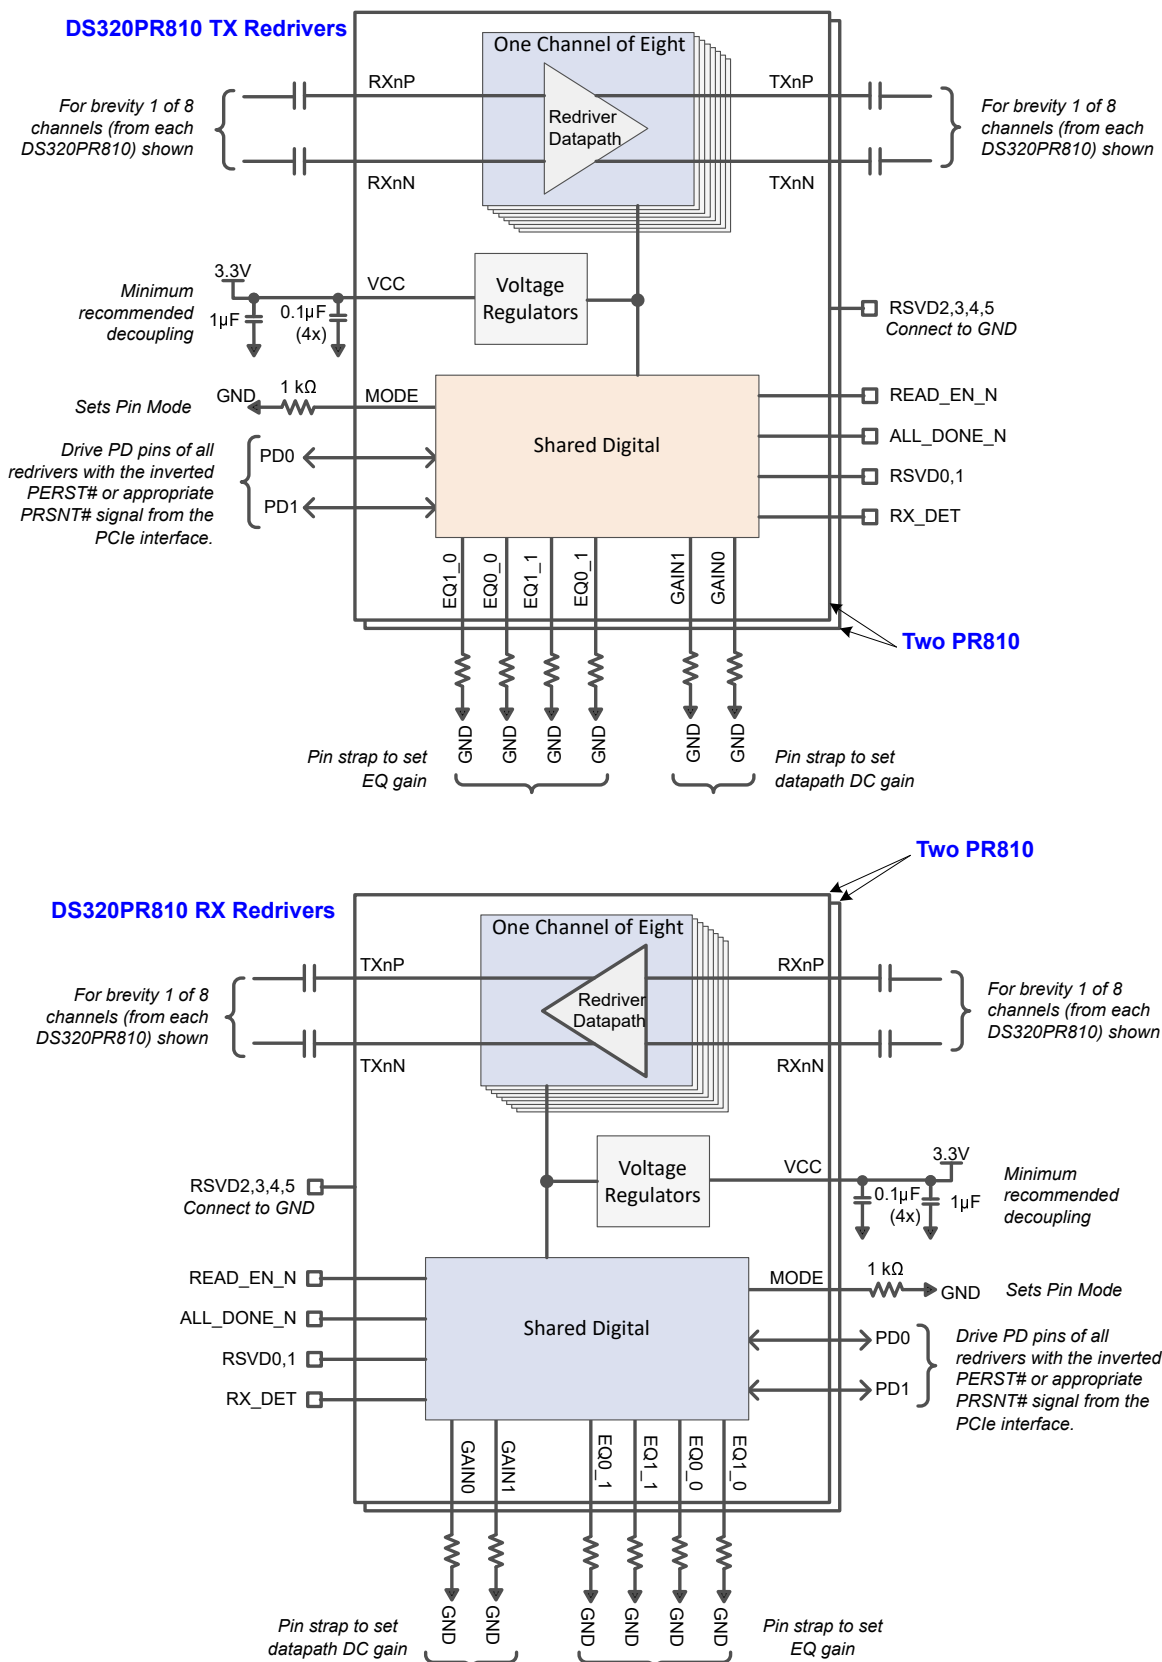 DS320PR810 TX Redrivers
One Channel of Eight
RXnP
TXnP
For brevity 1 of 8
channels (from each
DS320PR810) shown
Redriver
Datapath
For brevity 1 of 8
channels (from each
DS320PR810) shown
RXnN
TXnN
3.3V
VCC
Voltage
Regulators
Minimum
recommended
decoupling
1µF
0.1µF
(4x)
RSVD2,3,4,5
Connect to GND
Sets Pin Mode
GND
1 kΩ
MODE
READ_EN_N
Shared Digital
ALL_DONE_N
Drive PD pins of all
redrivers with the inverted
PERST# or appropriate
PRSNT# signal from the
PCIe interface.
PD0
PD1
RSVD0,1
RX_DET
EQ1_0
EQ0_0
EQ1_1
EQ0_1
GAIN1
GAIN0
Two PR810
GND
GND
GND
GND
GND
GND
Pin strap to set
EQ gain
Pin strap to set
datapath DC gain
Two PR810
DS320PR810 RX Redrivers
One Channel of Eight
TXnP
RXnP
For brevity 1 of 8
channels (from each
DS320PR810) shown
Redriver
Datapath
For brevity 1 of 8
channels (from each
DS320PR810) shown
TXnN
RXnN
Voltage
Regulators
VCC
3.3V
0.1µF
(4x)
1µF
Minimum
recommended
decoupling
RSVD2,3,4,5
Connect to GND
READ_EN_N
MODE
1 kΩ
GND
Sets Pin Mode
ALL_DONE_N
Shared Digital
RSVD0,1
RX_DET
PD0
PD1
Drive PD pins of all
redrivers with the inverted
PERST# or appropriate
PRSNT# signal from the
PCIe interface.
GAIN0
GAIN1
EQ0_1
EQ1_1
EQ0_0
EQ1_0
GND
GND
GND
GND
GND
GND
Pin strap to set
datapath DC gain
Pin strap to set
EQ gain